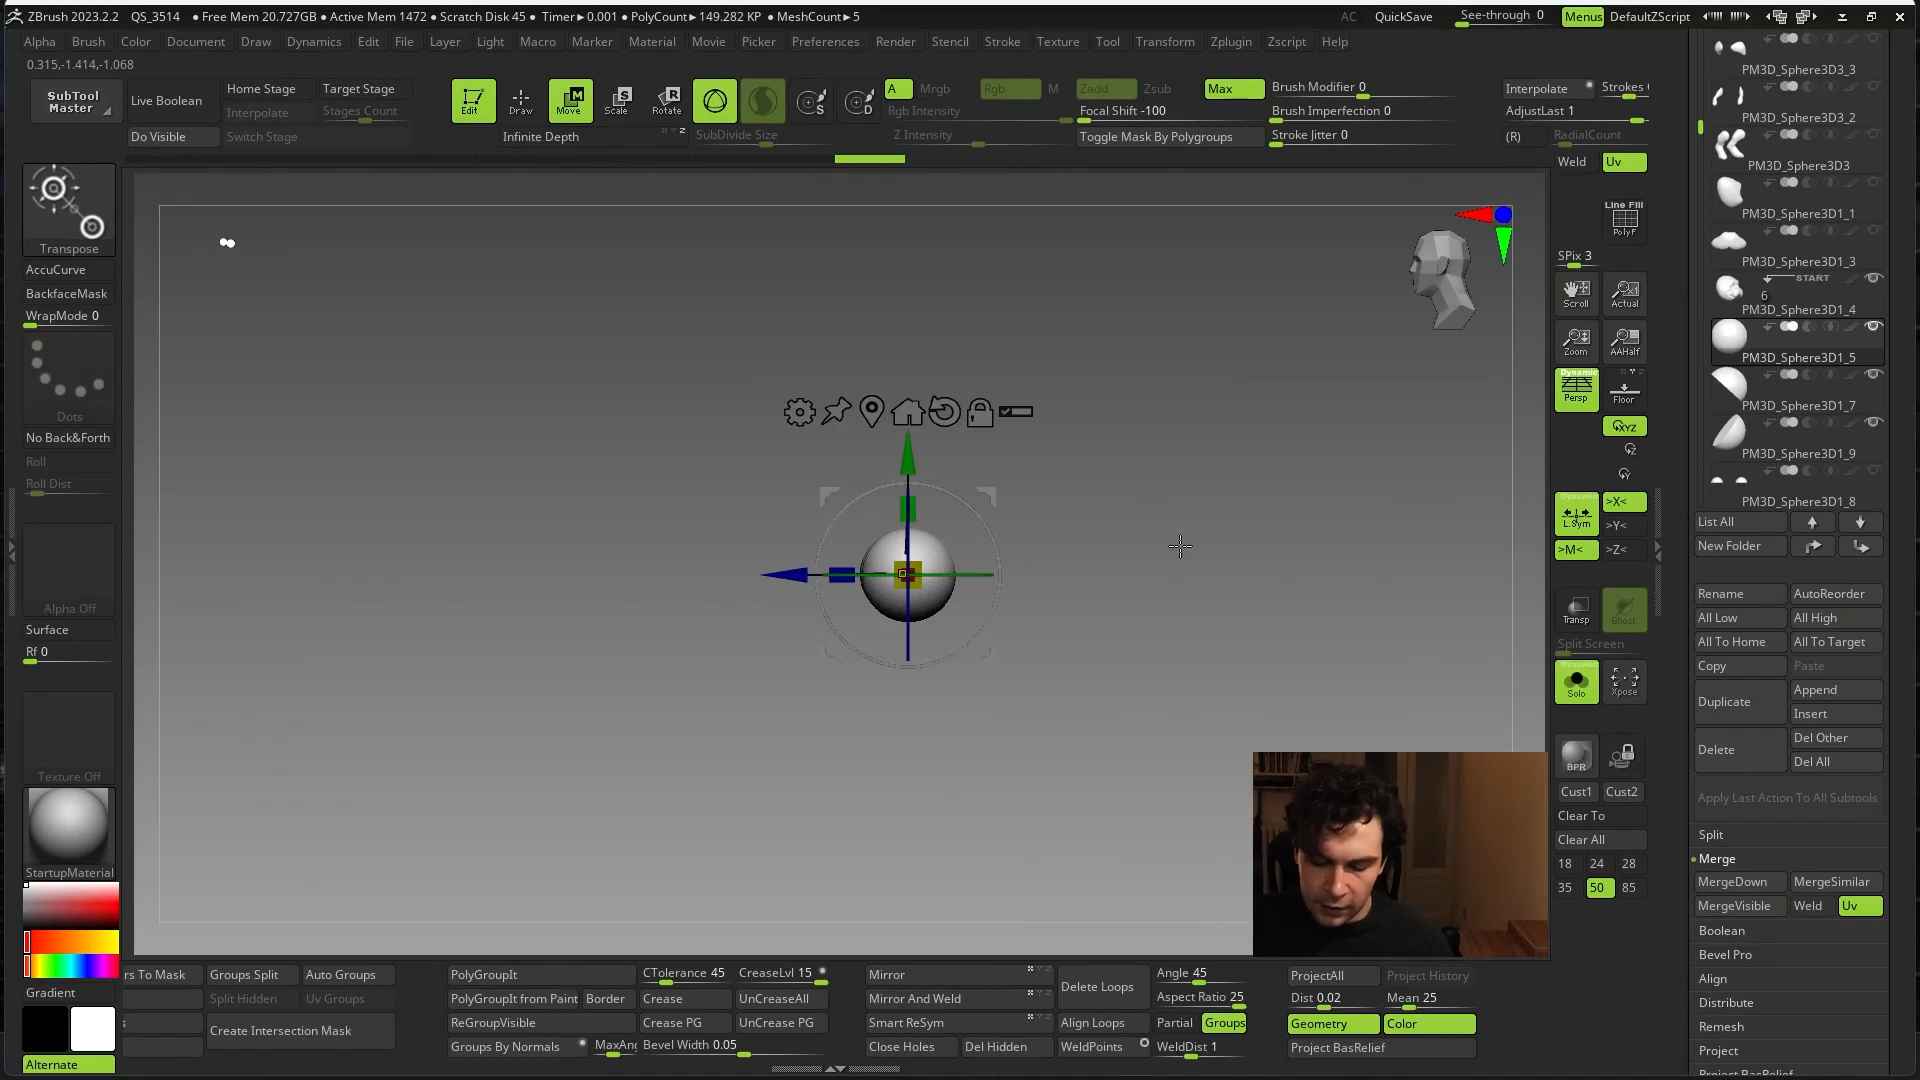 ZBrush 2023.2.2 QS_3514 ● Free Mem 20.727GB ● Active Mem 1472 ● Scratch Disk 45 ● Timer▸0.001 ● PolyCount▸149.282 KP ● MeshCount▸5 AC QuickSave See-through 0 Menus DefaultZScript
Alpha Brush Color Document Draw Dynamics Edit File Layer Light Macro Marker Material Movie Picker Preferences Render Stencil Stroke Texture Tool Transform Zplugin Zscript Help
0.315,-1.414,-1.068
SubTool Master
Live Boolean
Do Visible
Home Stage Target Stage
Interpolate Stages Count
Switch Stage
Edit Draw Move Scale Rotate
Infinite Depth
SubDivide Size
A Mrgb Rgb M Zadd Zsub Max
Rgb Intensity Focal Shift -100
Z Intensity Toggle Mask By Polygroups
Brush Modifier 0
Brush Imperfection 0
Stroke Jitter 0
Interpolate Strokes
AdjustLast 1
(R) RadialCount
Weld Uv
Transpose
AccuCurve
BackfaceMask
WrapMode 0
Dots
No Back&Forth
Roll
Roll Dist
Alpha Off
Surface
Rf 0
Texture Off
StartupMaterial
Gradient
Alternate
Line Fill
PolyF
SPix 3
Scroll Actual
Zoom AAHalf
Dynamic
Persp Floor
XYZ
Dynamic
L.Sym >X<
>Y<
>M< >Z<
Transp Ghost
Split Screen
Dynamic
Solo Xpose
BPR
Cust1 Cust2
Clear To
Clear All
18 24 28
35 50 85
PM3D_Sphere3D3_3
PM3D_Sphere3D3_2
PM3D_Sphere3D3
PM3D_Sphere3D1_1
PM3D_Sphere3D1_3
START
6
PM3D_Sphere3D1_4
PM3D_Sphere3D1_5
PM3D_Sphere3D1_7
PM3D_Sphere3D1_9
PM3D_Sphere3D1_8
List All
New Folder
Rename AutoReorder
All Low All High
All To Home All To Target
Copy Paste
Duplicate Append
Insert
Delete Del Other
Del All
Apply Last Action To All Subtools
Split
Merge
MergeDown MergeSimilar
MergeVisible Weld Uv
Boolean
Bevel Pro
Align
Distribute
Remesh
Project
Project BasRelief
rs To Mask Groups Split Auto Groups
Split Hidden Uv Groups
Create Intersection Mask
PolyGroupIt
PolyGroupIt from Paint Border
ReGroupVisible
Groups By Normals MaxAng
CTolerance 45 CreaseLvl 15
Crease UnCreaseAll
Crease PG UnCrease PG
Bevel Width 0.05
Mirror
Mirror And Weld
Smart ReSym
Close Holes Del Hidden
Delete Loops
Align Loops
WeldPoints
Angle 45
Aspect Ratio 25
Partial Groups
WeldDist 1
ProjectAll Project History
Dist 0.02 Mean 25
Geometry Color
Project BasRelief